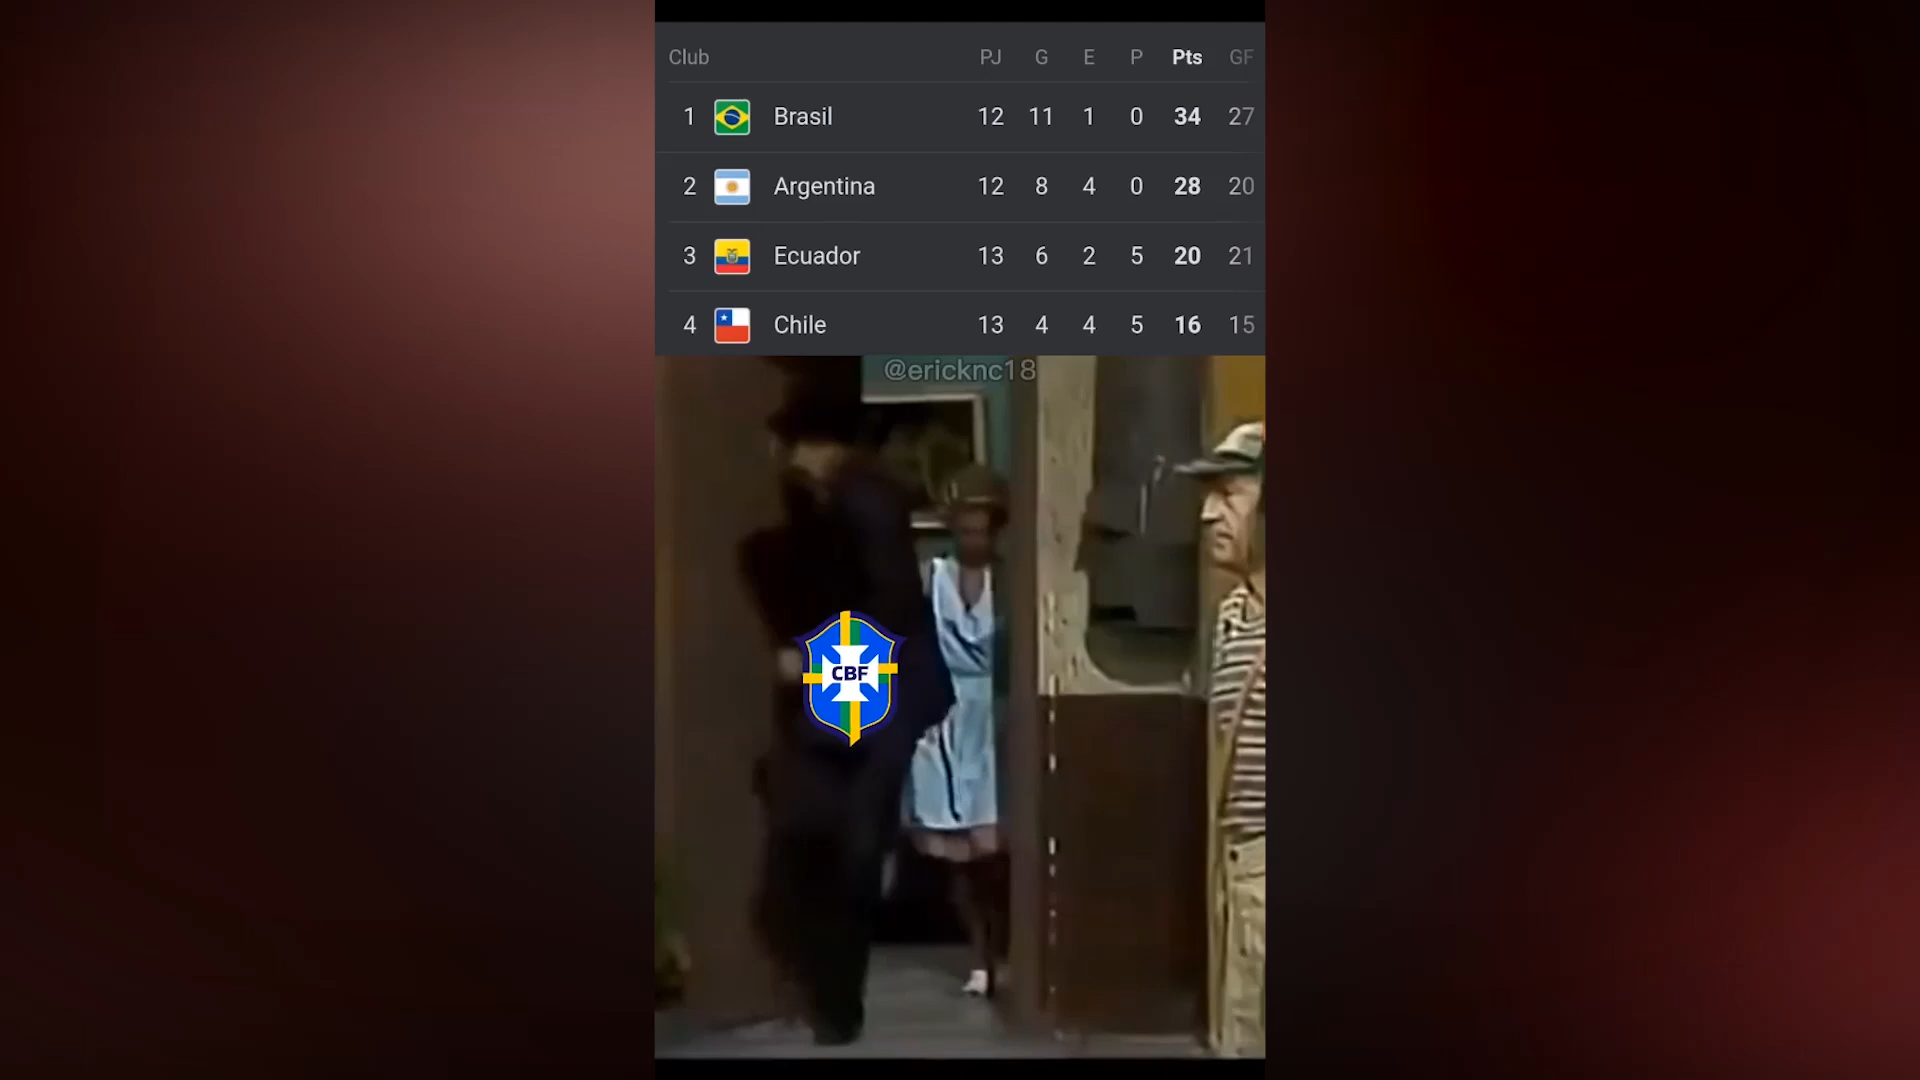 Club PJ G E P Pts GF
1 Brasil 12 11 1 0 34 27
2 Argentina 12 8 4 0 28 20
3 Ecuador 13 6 2 5 20 21
4 Chile 13 4 4 5 16 15
@ericknc18
CBF